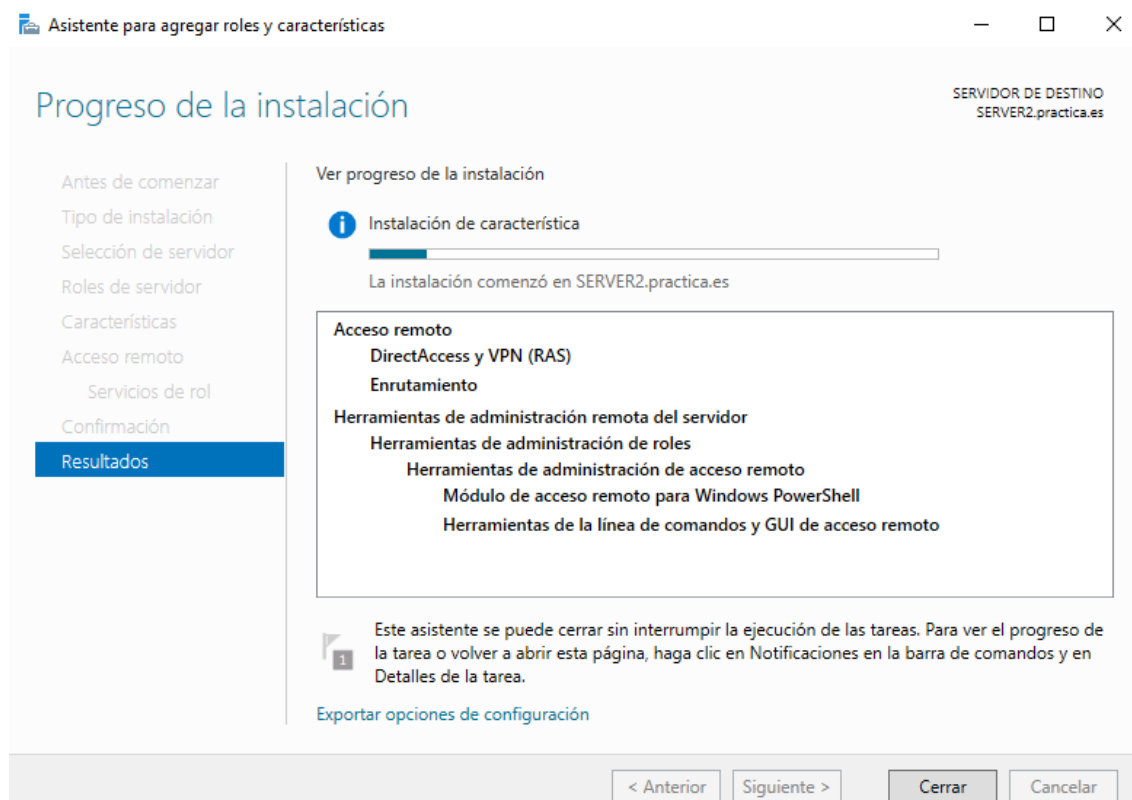 Asistente para agregar roles y características
Progreso de la instalación
SERVIDOR DE DESTINO
SERVER2.practica.es
Antes de comenzar
Tipo de instalación
Selección de servidor
Roles de servidor
Características
Acceso remoto
Servicios de rol
Confirmación
Resultados
Ver progreso de la instalación
i
Instalación de característica
La instalación comenzó en SERVER2.practica.es
Acceso remoto
DirectAccess y VPN (RAS)
Enrutamiento
Herramientas de administración remota del servidor
Herramientas de administración de roles
Herramientas de administración de acceso remoto
Módulo de acceso remoto para Windows PowerShell
Herramientas de la línea de comandos y GUI de acceso remoto
1
Este asistente se puede cerrar sin interrumpir la ejecución de las tareas. Para ver el progreso de
la tarea o volver a abrir esta página, haga clic en Notificaciones en la barra de comandos y en
Detalles de la tarea.
Exportar opciones de configuración
< Anterior
Siguiente >
Cerrar
Cancelar